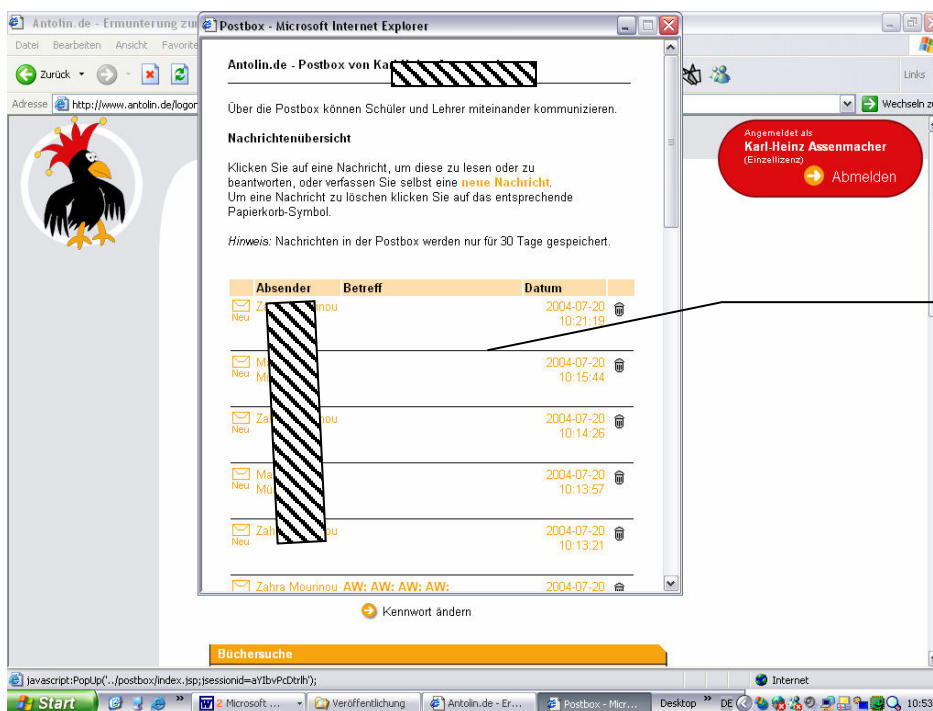 Antolin.de - Ermunterung zur
Postbox - Microsoft Internet Explorer
Datei Bearbeiten Ansicht
Zurück
Links
Adresse http://www.antolin.de/logor
Wechseln
Antolin.de - Postbox von
Über die Postbox können Schüler und Lehrer miteinander kommunizieren.
Nachrichtenübersicht
Klicken Sie auf eine Nachricht, um diese zu lesen oder zu
beantworten, oder verfassen Sie selbst eine neue Nachricht.
Um eine Nachricht zu löschen klicken Sie auf das entsprechende
Papierkorb-Symbol.
Hinweis: Nachrichten in der Postbox werden nur für 30 Tage gespeichert.
Angemeldet als
Karl-Heinz Assenmacher
(Einzellizenz)
Abmelden
Absender Betreff Datum
2004-07-20
Neu 10:21:19
2004-07-20
Neu 10:15:44
2004-07-20
Neu 10:14:26
2004-07-20
Neu 10:13:57
2004-07-20
Neu 10:13:21
Zahra Mourinou AW: AW: AW: AW: 2004-07-20
Kennwort ändern
Büchersuche
javascript:PopUp('../postbox/index.jsp;jsessionid=aYIbvPcDtrIh');
Internet
Start
2 Microsoft ...
Veröffentlichung
Antolin.de - Er...
Postbox - Micr...
Desktop
DE
10:53